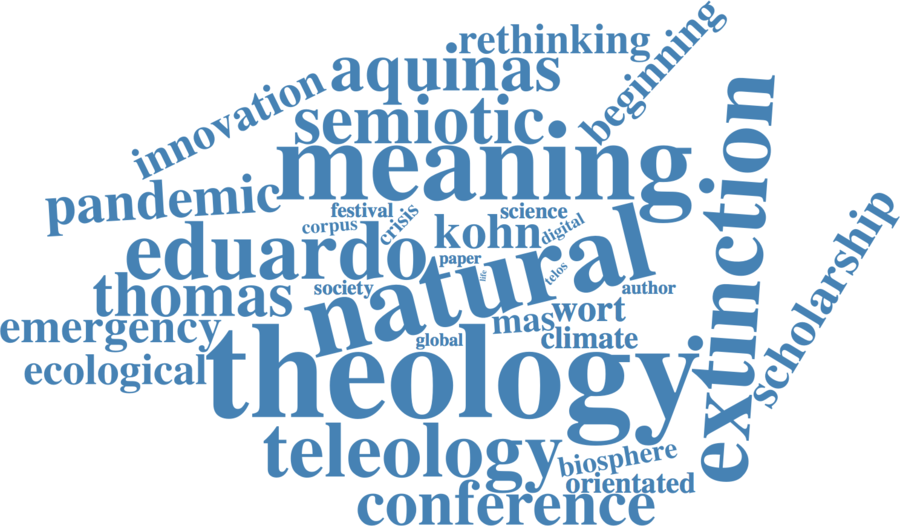 rethinking
beginning
aquinas
innovation
semiotic
meaning
extinction
pandemic
festival
science
scholarship
corpus
crisis
digital
eduardo
kohn
natural
paper
life
telos
thomas
society
author
mas
wort
emergency
global
climate
ecological
theology
teleology
biosphere
orientated
conference